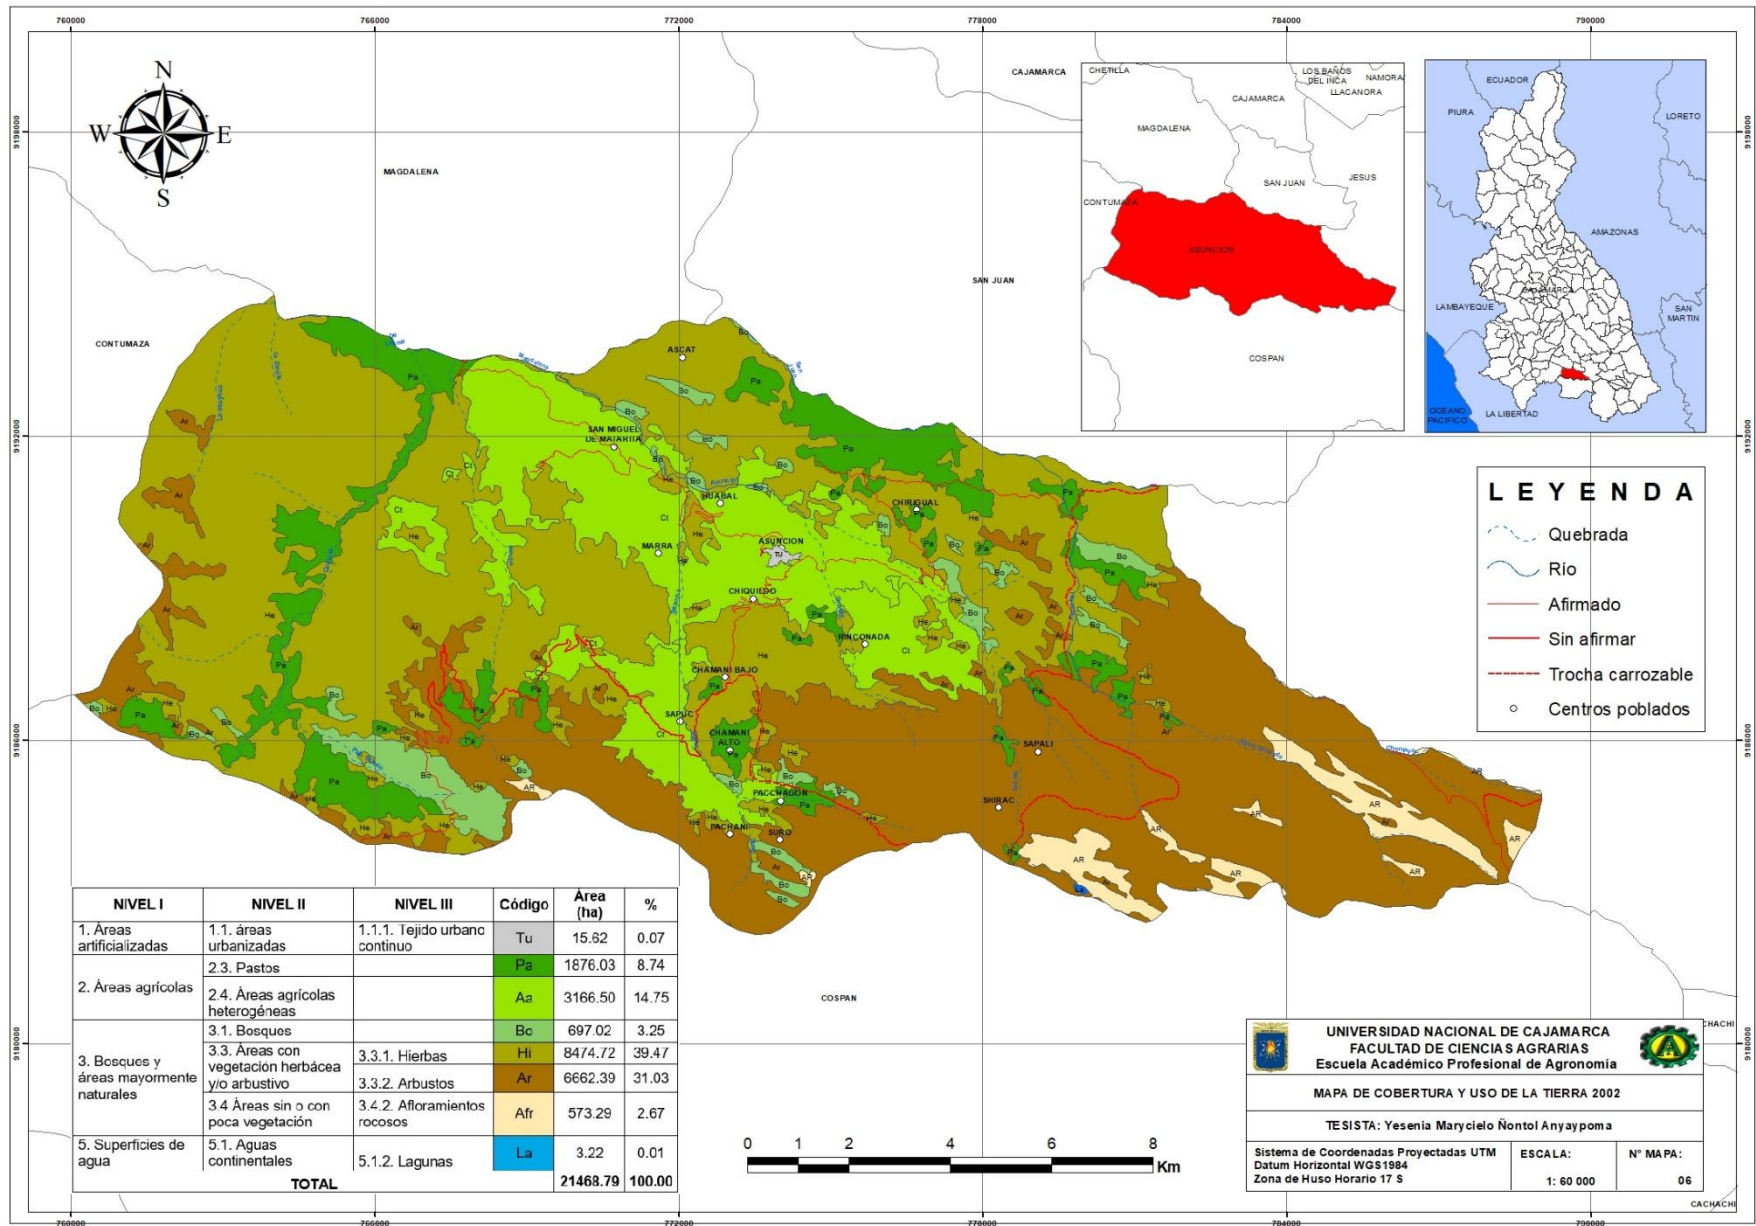 760000
766000
772000
778000
784000
790000
9198000
9192000
9186000
9180000
N
W
E
S
MAGDALENA
CONTUMAZA
CAJAMARCA
SAN JUAN
COSPAN
CACHACHI
CHETILLA
LOS BAÑOS
DEL INCA
NAMORA
LLACANORA
CAJAMARCA
MAGDALENA
SAN JUAN
JESUS
CONTUMAZA
ASUNCION
COSPAN
ECUADOR
PIURA
LORETO
AMAZONAS
CAJAMARCA
LAMBAYEQUE
SAN
MARTIN
OCEANO
PACIFICO
LA LIBERTAD
ASCAT
SAN MIGUEL
DE MATARITA
HUABAL
CHIRIGUAL
MARRA
ASUNCION
TU
CHIQUILDO
RINCONADA
CHAMANI BAJO
SAPUC
CHAMANI
ALTO
SAPALI
PACCHAGON
SHIRAC
PACHANI
SURO
Magdalena
Asuncion
LEYENDA
Quebrada
Río
Afirmado
Sin afirmar
Trocha carrozable
Centros poblados
NIVEL I NIVEL II NIVEL III Código Área (ha) %
1. Áreas artificializadas 1.1. áreas urbanizadas 1.1.1. Tejido urbano continuo Tu 15.62 0.07
2. Áreas agrícolas 2.3. Pastos Pa 1876.03 8.74
2.4. Áreas agrícolas heterogéneas Aa 3166.50 14.75
3. Bosques y áreas mayormente naturales 3.1. Bosques Bo 697.02 3.25
3.3. Áreas con vegetación herbácea y/o arbustivo 3.3.1. Hierbas Hi 8474.72 39.47
3.3.2. Arbustos Ar 6662.39 31.03
3.4 Áreas sin o con poca vegetación 3.4.2. Afloramientos rocosos Afr 573.29 2.67
5. Superficies de agua 5.1. Aguas continentales 5.1.2. Lagunas La 3.22 0.01
TOTAL 21468.79 100.00
0 1 2 4 6 8
Km
UNIVERSIDAD NACIONAL DE CAJAMARCA
FACULTAD DE CIENCIAS AGRARIAS
Escuela Académico Profesional de Agronomía
MAPA DE COBERTURA Y USO DE LA TIERRA 2002
TESISTA: Yesenia Marycielo Ñontol Anyaypoma
Sistema de Coordenadas Proyectadas UTM
Datum Horizontal WGS1984
Zona de Huso Horario 17 S
ESCALA:
1: 60 000
N° MAPA:
06
CACHACHI